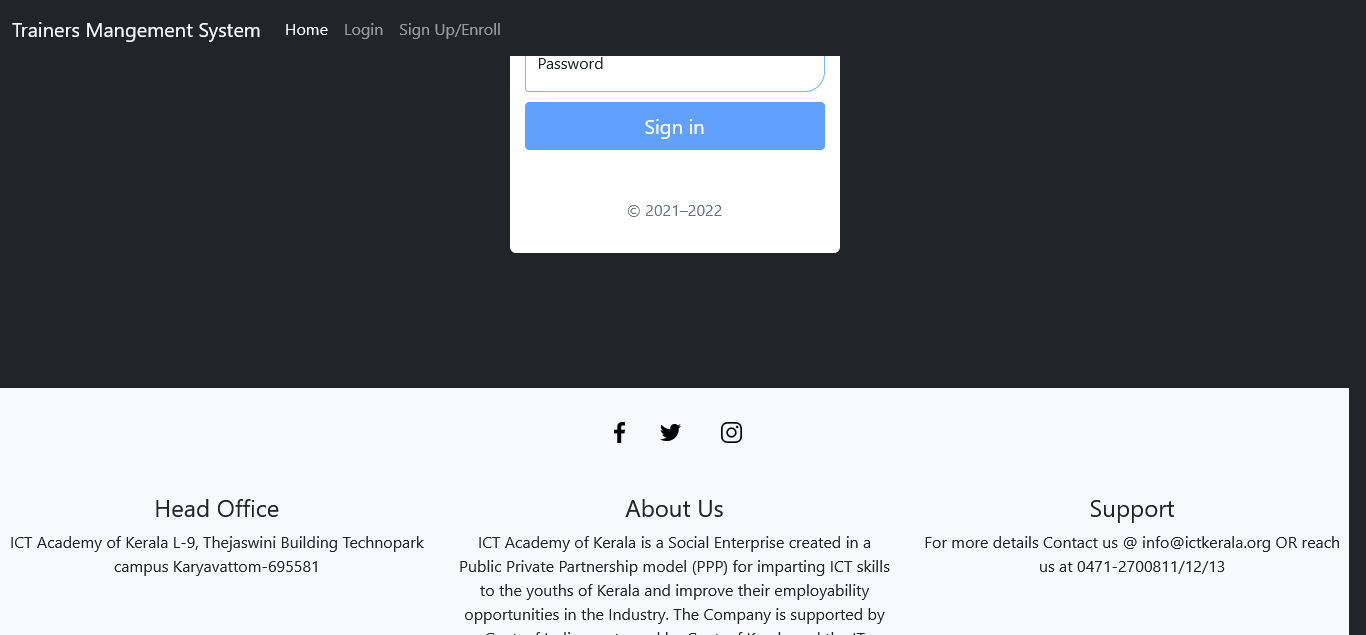 Trainers Mangement System Home Login Sign Up/Enroll
Password
Sign in
© 2021–2022
Head Office
ICT Academy of Kerala L-9, Thejaswini Building Technopark
campus Karyavattom-695581
About Us
ICT Academy of Kerala is a Social Enterprise created in a
Public Private Partnership model (PPP) for imparting ICT skills
to the youths of Kerala and improve their employability
opportunities in the Industry. The Company is supported by
Support
For more details Contact us @ info@ictkerala.org OR reach
us at 0471-2700811/12/13